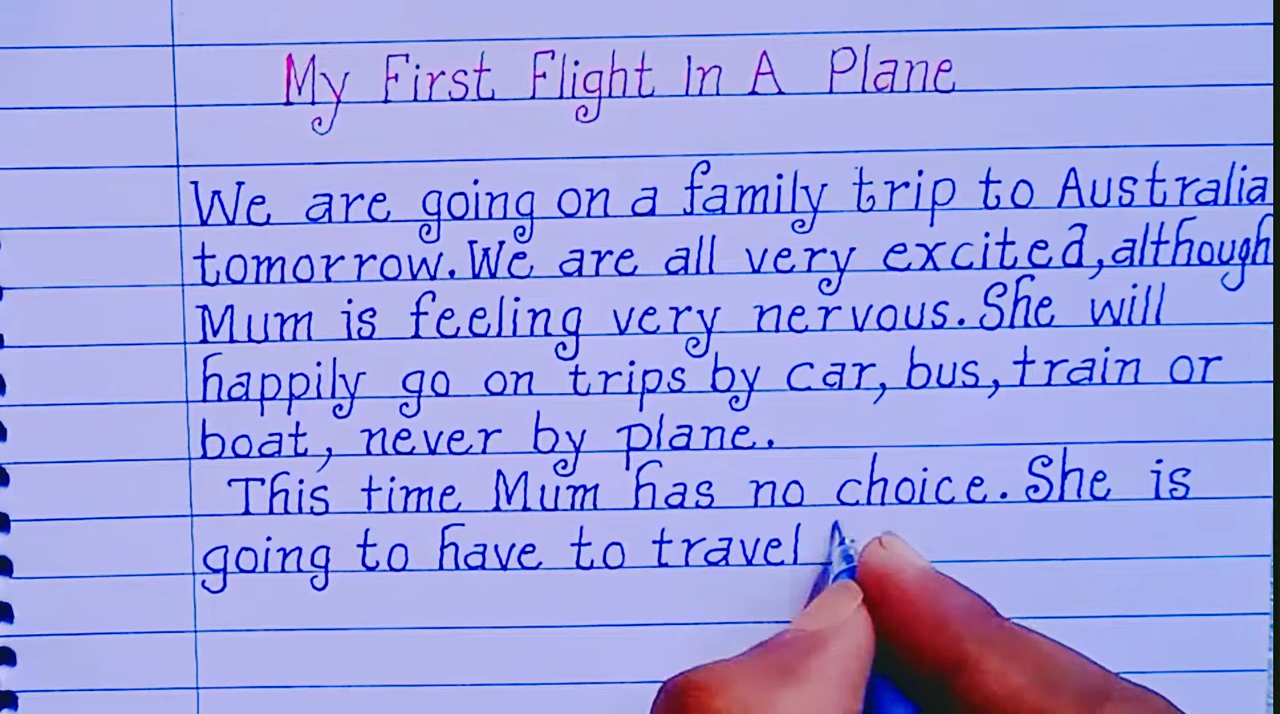 My First Flight In A Plane
We are going on a family trip to Australia
tomorrow. We are all very excited, although
Mum is feeling very nervous. She will
happily go on trips by car, bus, train or
boat, never by plane.
This time Mum has no choice. She is
going to have to travel